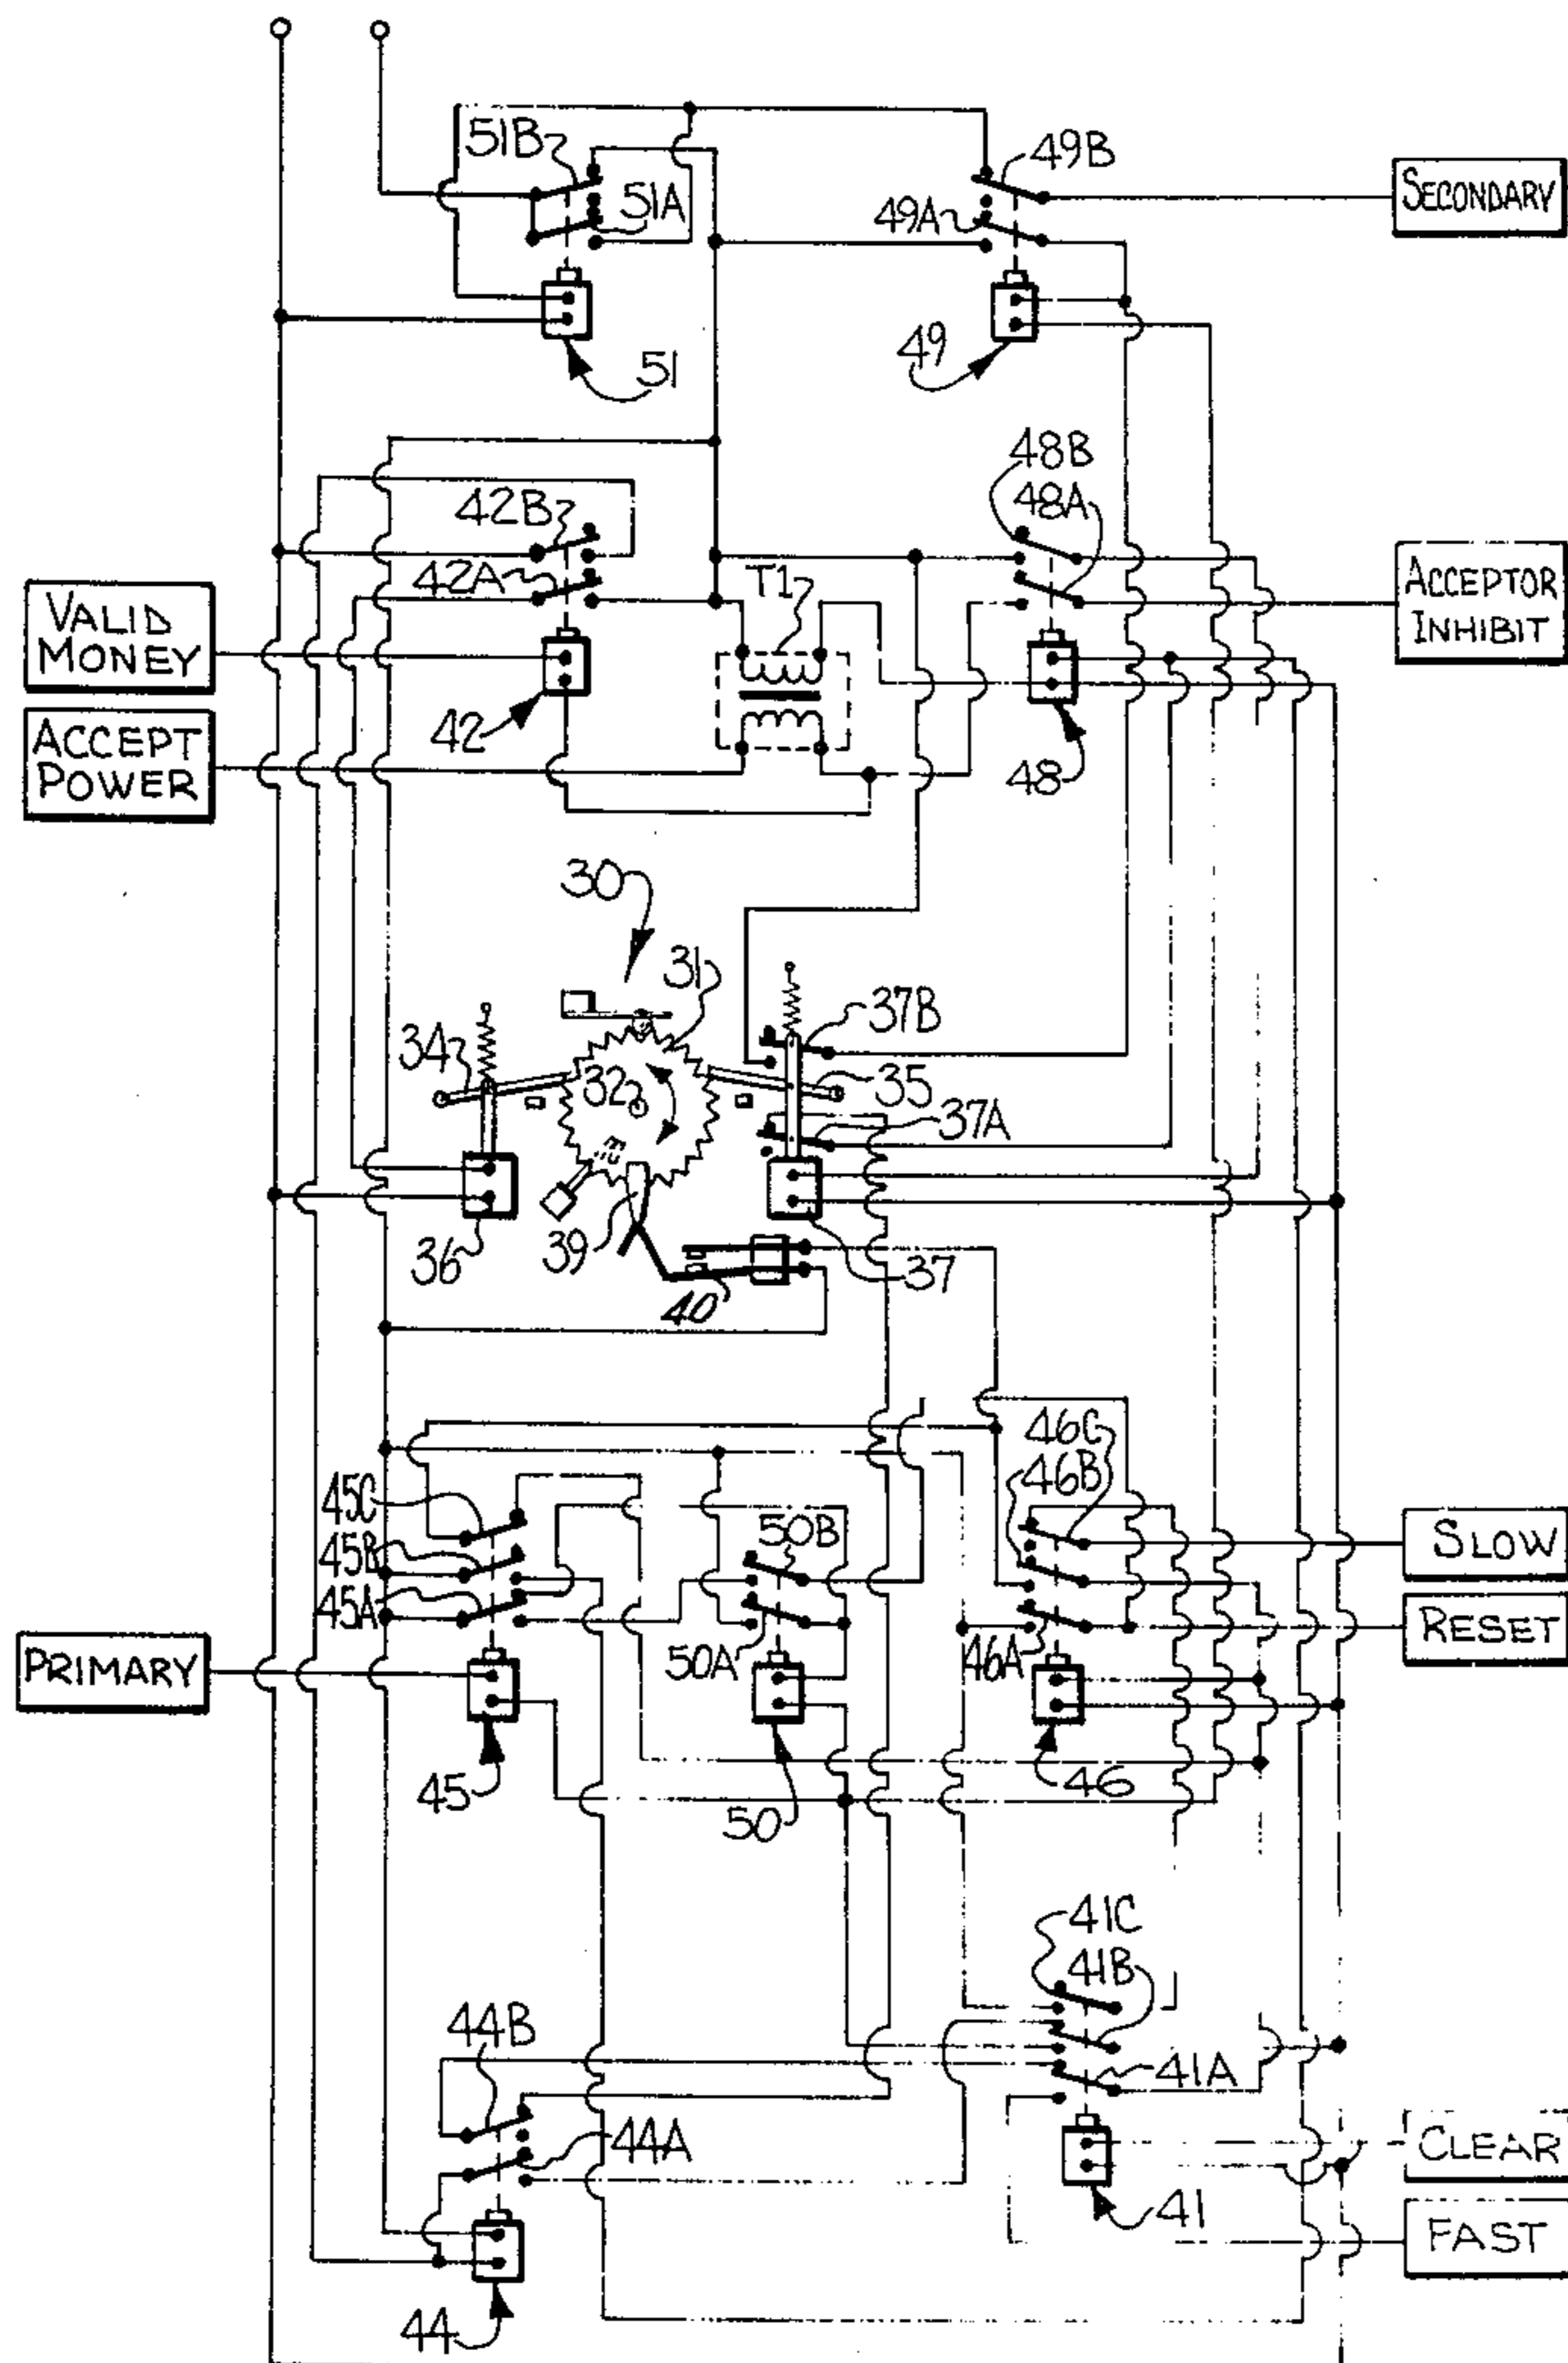 51B
49B
SECONDARY
51A
49A
51
49
48B
48A
42B
42A
T1
ACCEPTOR
INHIBIT
VALID
MONEY
42
48
ACCEPT
POWER
30
31
37B
34
32
35
37A
36
39
40
37
46C
46B
45C
45B
50B
SLOW
45A
50A
46A
RESET
PRIMARY
45
50
46
41C
41B
44B
41A
44A
CLEAR
41
FAST
44